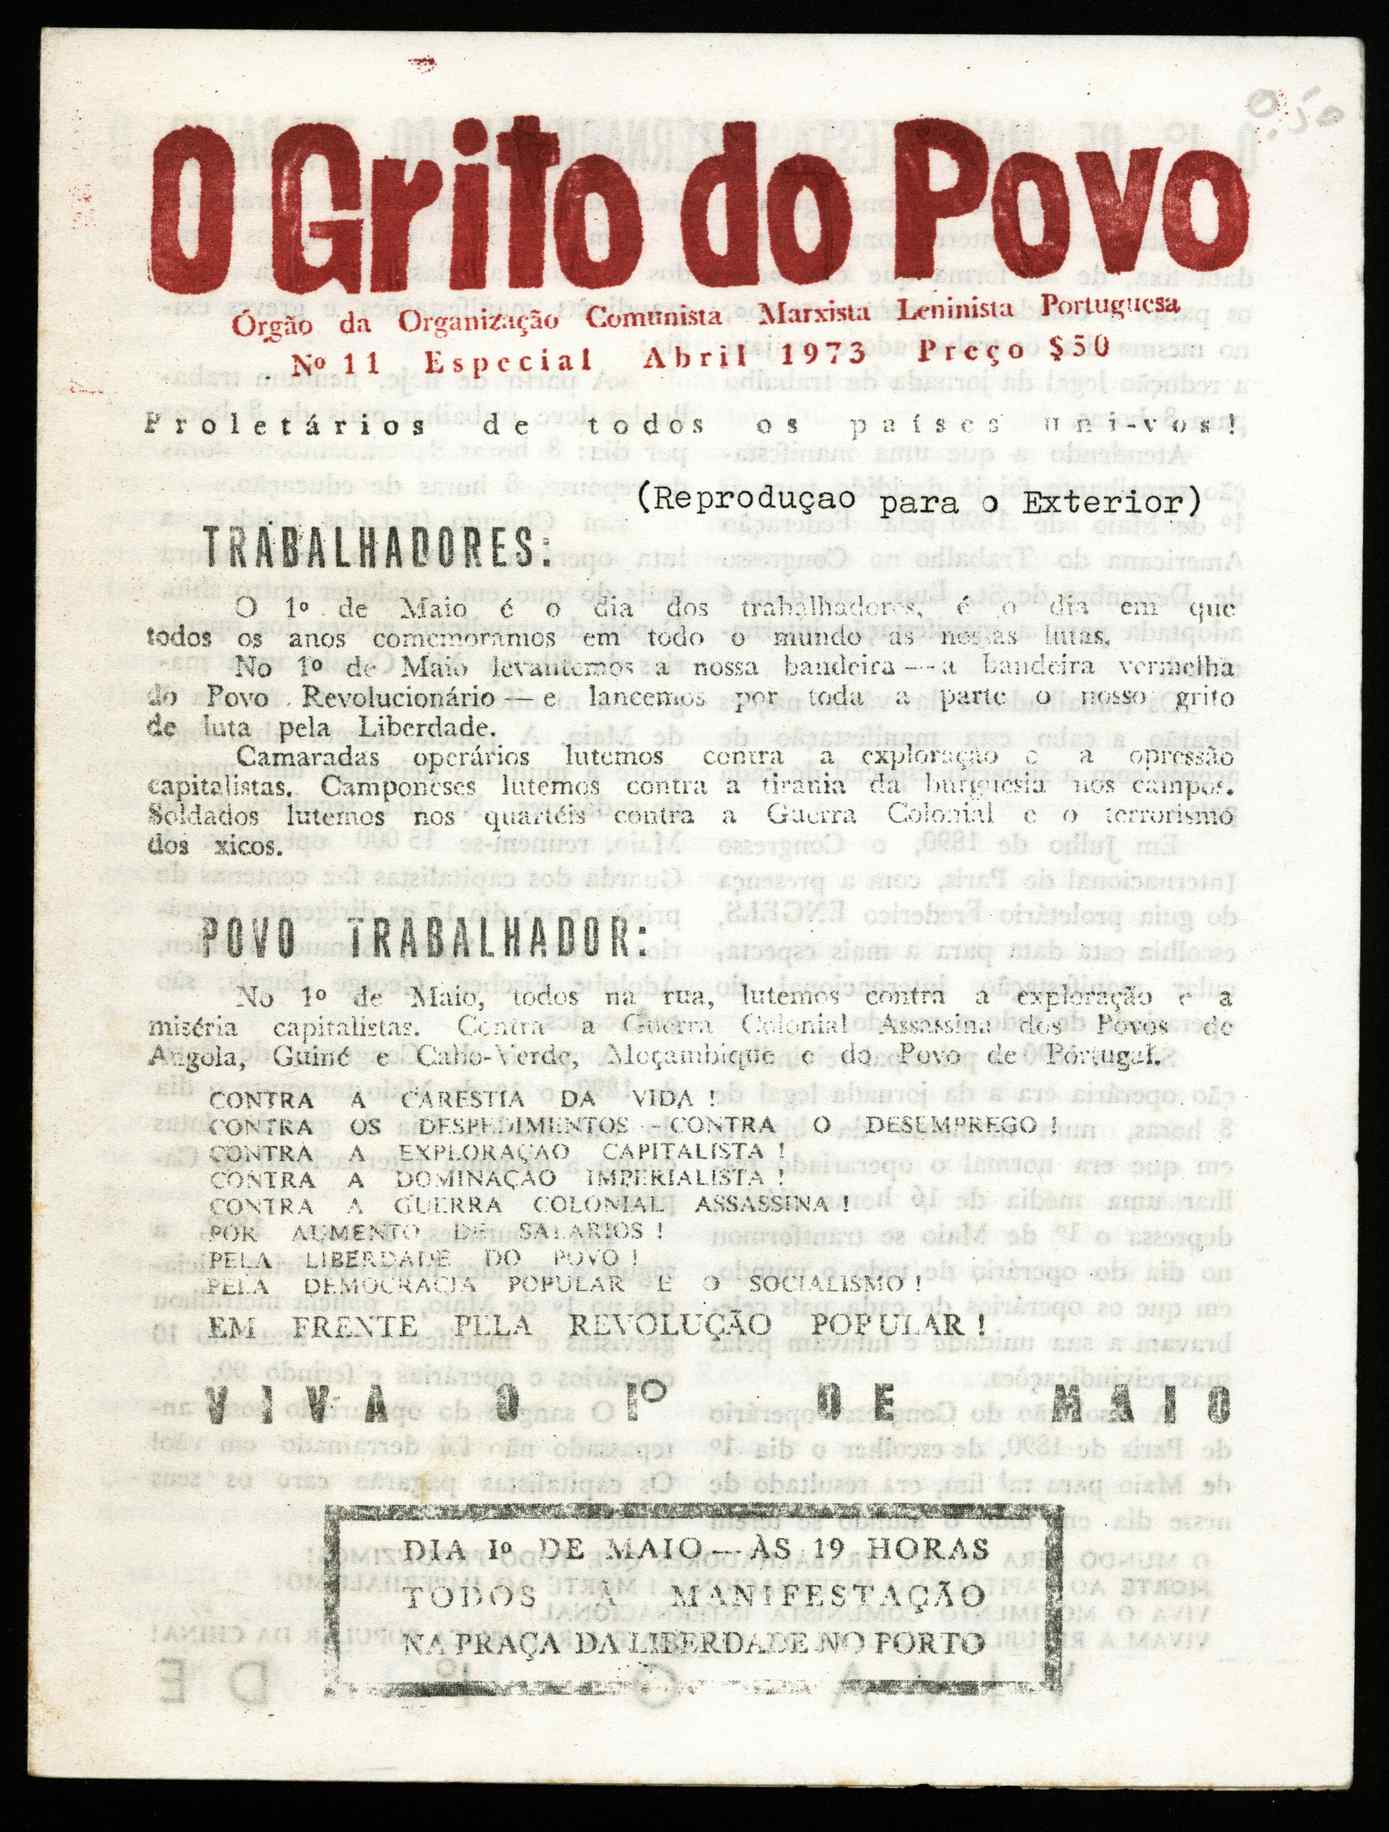 O Grito do Povo
Órgão da Organização Comunista Marxista Leninista Portuguesa
Nº 11 Especial Abril 1973 Preço $50
Proletários de todos os países uni-vos!
(Reproduçao para o Exterior)
TRABALHADORES:
O 1º de Maio é o dia dos trabalhadores, é o dia em que
todos os anos comemoramos em todo o mundo as nossas lutas.
No 1º de Maio levantemos a nossa bandeira — a bandeira vermelha
do Povo Revolucionário — e lancemos por toda a parte o nosso grito
de luta pela Liberdade.
Camaradas operários lutemos contra a exploração e a opressão
capitalistas. Camponeses lutemos contra a tirania da burguesia nos campos.
Soldados lutemos nos quartéis contra a Guerra Colonial e o terrorismo
dos xicos.
POVO TRABALHADOR:
No 1º de Maio, todos na rua, lutemos contra a exploração e a
miséria capitalistas. Contra a Guerra Colonial Assassina dos Povos de
Angola, Guiné e Cabo-Verde, Moçambique e do Povo de Portugal.
CONTRA A CARESTIA DA VIDA !
CONTRA OS DESPEDIMENTOS - CONTRA O DESEMPREGO !
CONTRA A EXPLORAÇÃO CAPITALISTA !
CONTRA A DOMINAÇÃO IMPERIALISTA !
CONTRA A GUERRA COLONIAL ASSASSINA !
POR AUMENTO DE SALARIOS !
PELA LIBERDADE DO POVO !
PELA DEMOCRACIA POPULAR E O SOCIALISMO !
EM FRENTE PELA REVOLUÇÃO POPULAR !
VIVA O 1º DE MAIO
DIA 1º DE MAIO — ÀS 19 HORAS
TODOS À MANIFESTAÇÃO
NA PRAÇA DA LIBERDADE NO PORTO